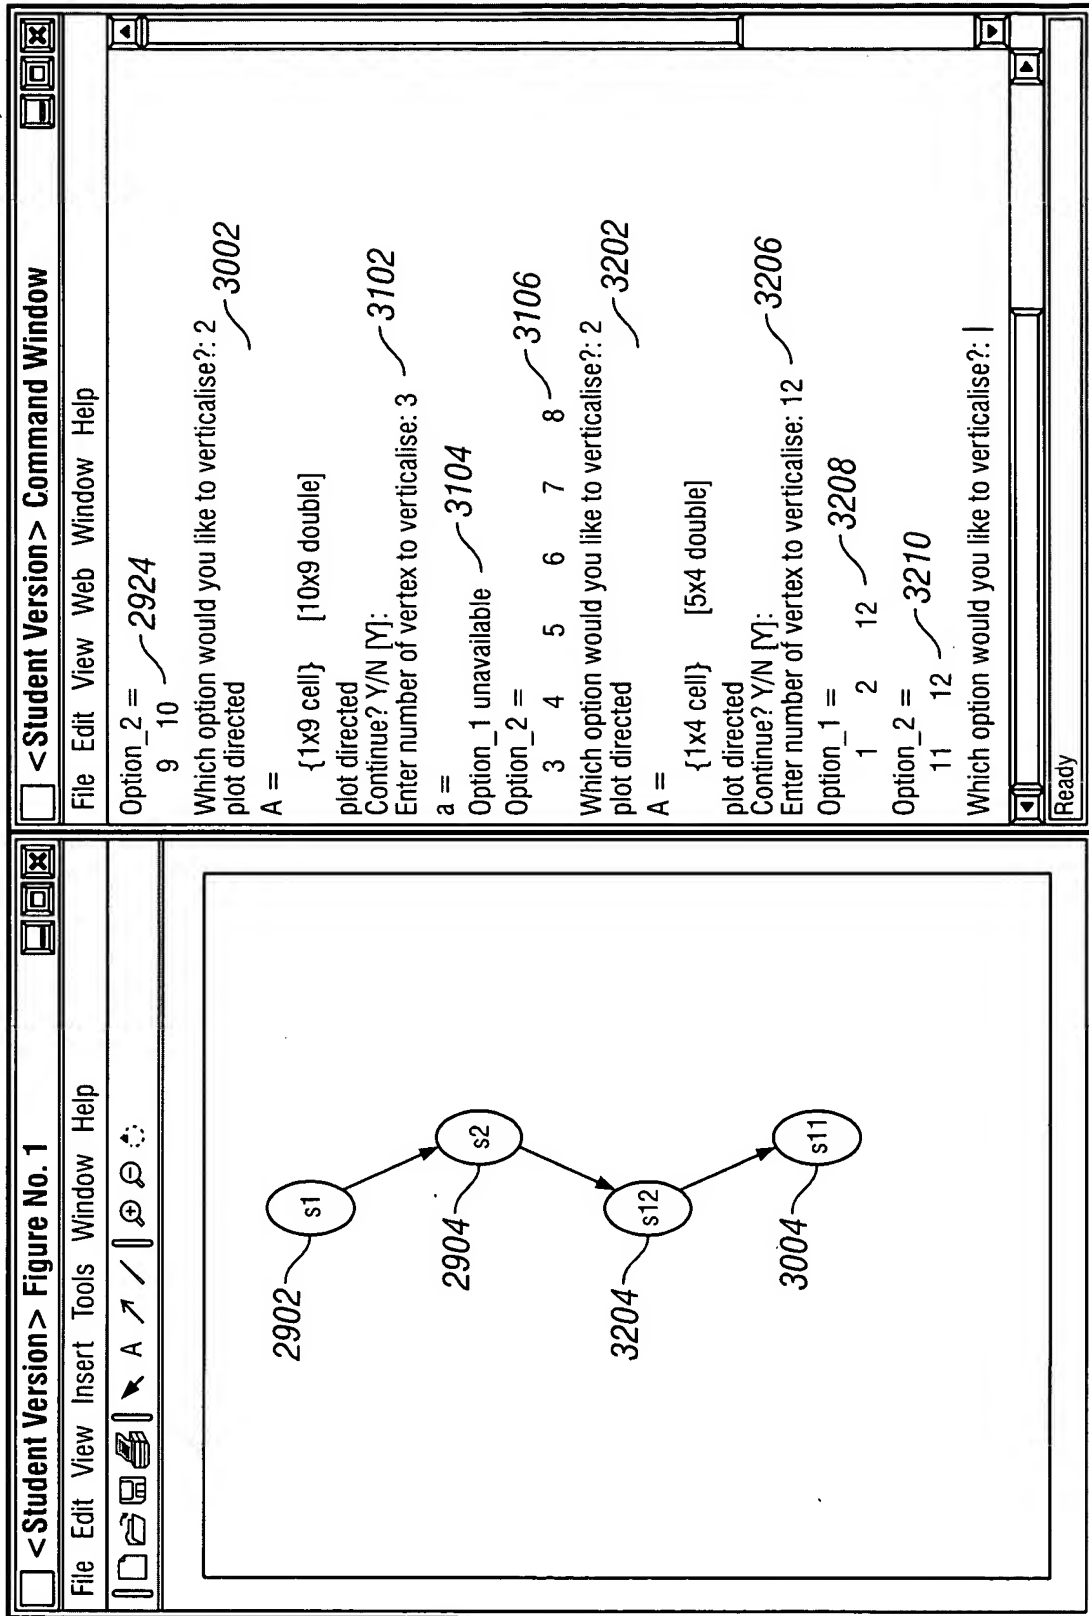 <Student Version> Figure No. 1
File Edit View Insert Tools Window Help
A
s1
2902
s2
2904
s12
3204
s11
3004
<Student Version> Command Window
File Edit View Web Window Help
Option_2 =
9 10 2924
Which option would you like to verticalise?: 2
plot directed 3002
A =
{1x9 cell} [10x9 double]
plot directed
Continue? Y/N [Y]:
Enter number of vertex to verticalise: 3 3102
a =
Option_1 unavailable 3104
Option_2 =
3 4 5 6 7 8 3106
Which option would you like to verticalise?: 2
plot directed 3202
A =
{1x4 cell} [5x4 double]
plot directed
Continue? Y/N [Y]:
Enter number of vertex to verticalise: 12 3206
Option_1 =
1 2 12 3208
Option_2 =
11 12 3210
Which option would you like to verticalise?: |
Ready